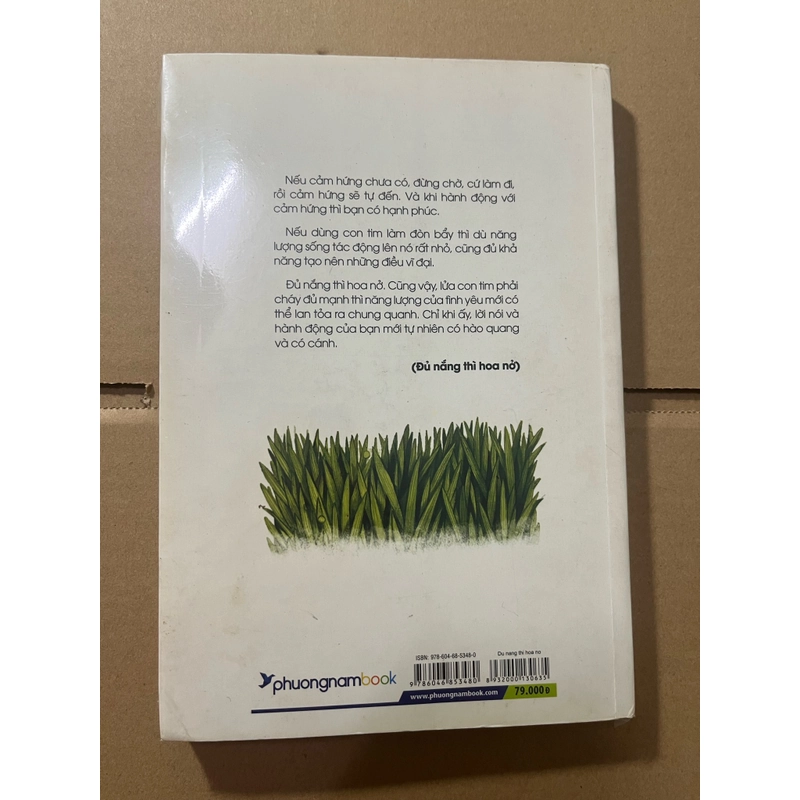 Nếu cảm hứng chưa có, đừng chờ, cứ làm đi,
rồi cảm hứng sẽ tự đến. Và khi hành động với
cảm hứng thì bạn có hạnh phúc.
Nếu dùng con tim làm đòn bẩy thì dù năng
lượng sống tác động lên nó rất nhỏ, cũng đủ khả
năng tạo nên những điều vĩ đại.
Đủ nắng thì hoa nở. Cũng vậy, lửa con tim phải
cháy đủ mạnh thì năng lượng của tình yêu mới có
thể lan tỏa ra chung quanh. Chỉ khi ấy, lời nói và
hành động của bạn mới tự nhiên có hào quang
và có cánh.
(Đủ nắng thì hoa nở)
ISBN: 978-604-68-5348-0
Du nang thi hoa no
phuongnambook
9 786046 853480
8 932000 130635
www.phuongnambook.com
79.000Đ